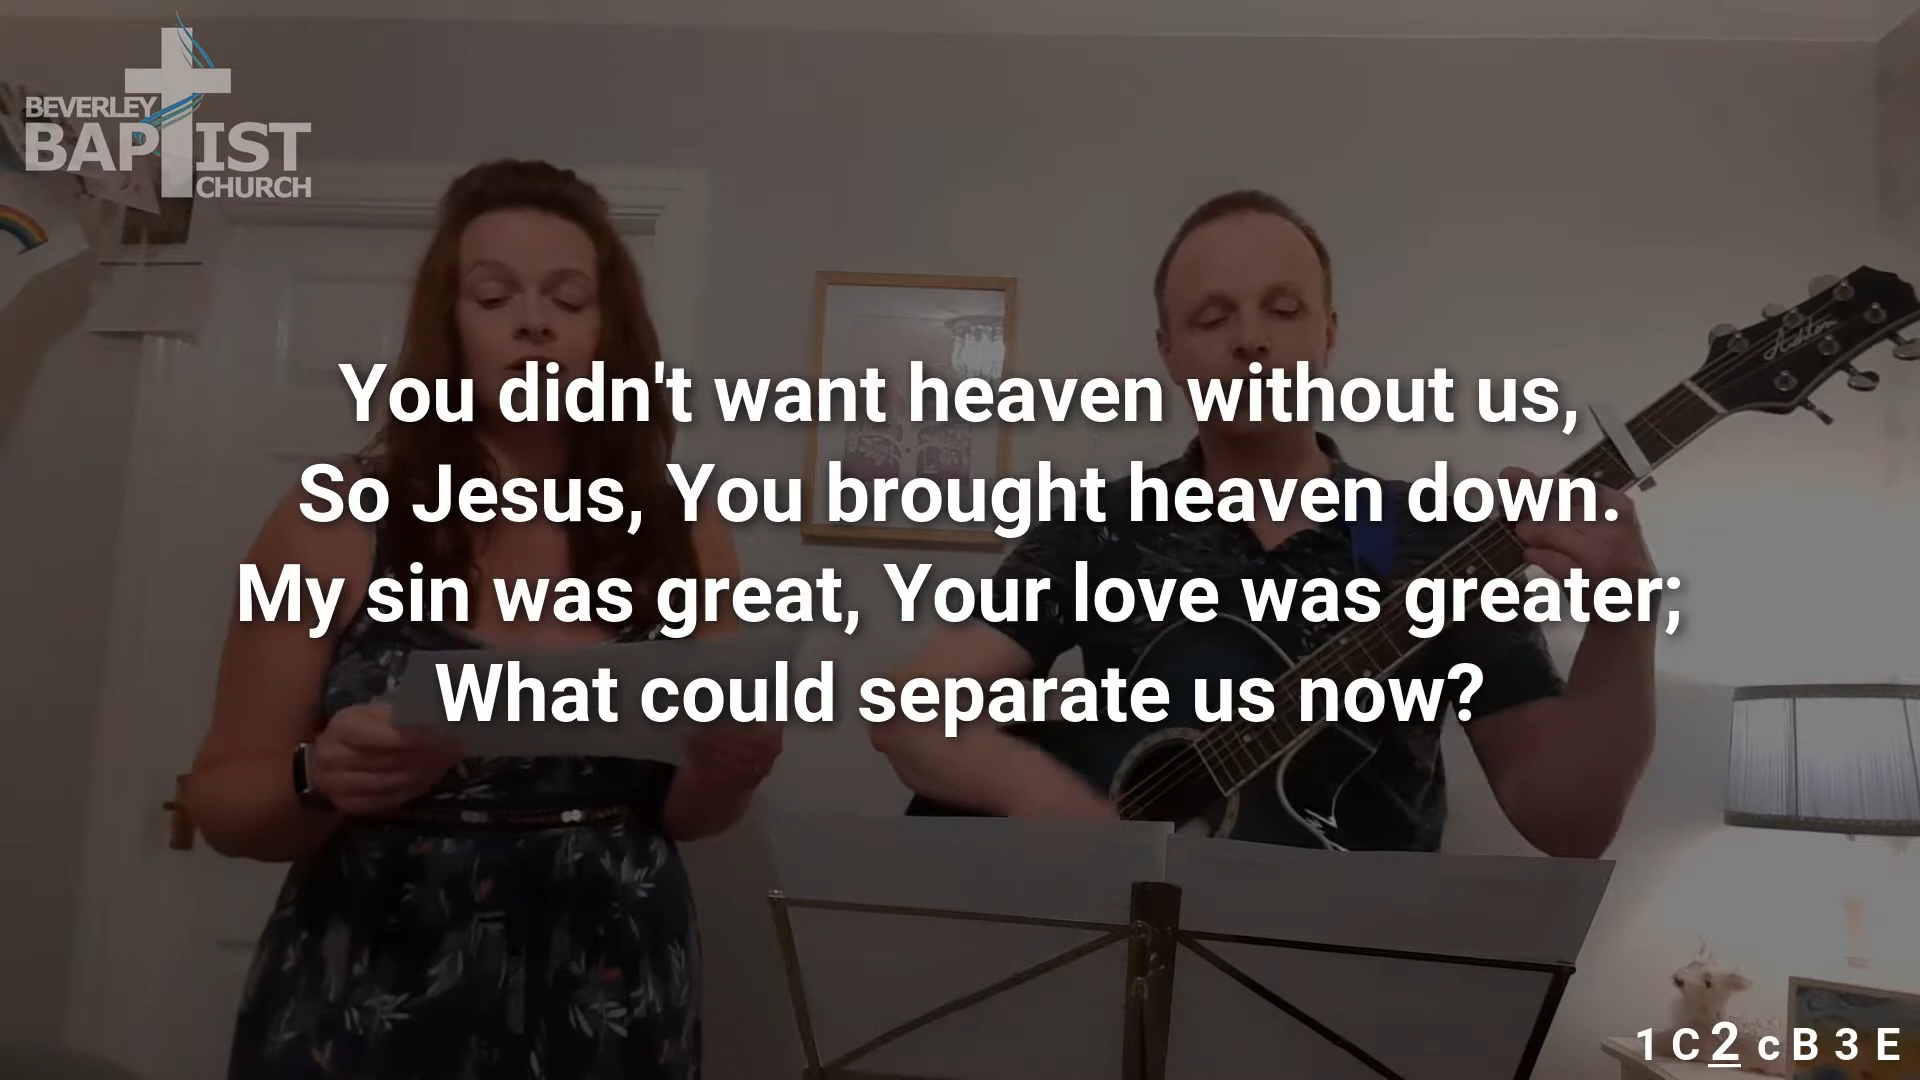 BEVERLEY
BAPTIST
CHURCH
Ashton
You didn't want heaven without us,
So Jesus, You brought heaven down.
My sin was great, Your love was greater;
What could separate us now?
1 C 2 c B 3 E